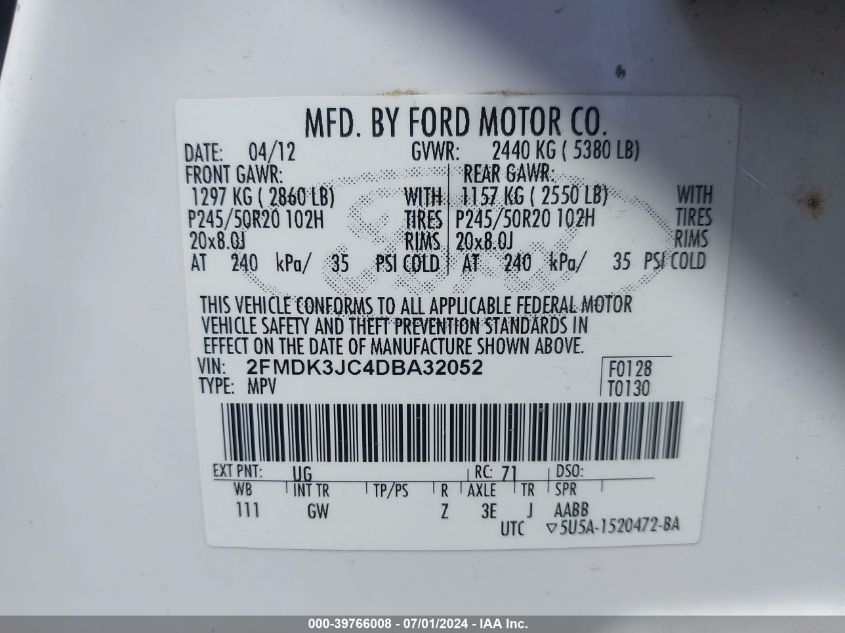 MFD. BY FORD MOTOR CO.
DATE: 04/12 GVWR: 2440 KG ( 5380 LB)
FRONT GAWR: REAR GAWR:
1297 KG ( 2860 LB) WITH 1157 KG ( 2550 LB) WITH
P245/50R20 102H TIRES P245/50R20 102H TIRES
20x8.0J RIMS 20x8.0J RIMS
AT 240 kPa/ 35 PSI COLD AT 240 kPa/ 35 PSI COLD
THIS VEHICLE CONFORMS TO ALL APPLICABLE FEDERAL MOTOR
VEHICLE SAFETY AND THEFT PREVENTION STANDARDS IN
EFFECT ON THE DATE OF MANUFACTURE SHOWN ABOVE.
VIN: 2FMDK3JC4DBA32052 F0128
TYPE: MPV T0130
EXT PNT: UG RC: 71 DSO:
WB INT TR TP/PS R AXLE TR SPR
111 GW Z 3E J AABB
UTC ▽5U5A-1520472-BA
000-39766008 - 07/01/2024 - IAA Inc.